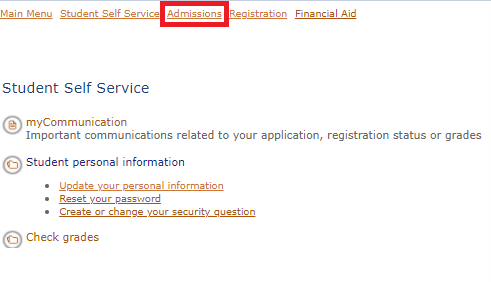 Main Menu Student Self Service Admissions Registration Financial Aid
Student Self Service
myCommunication
Important communications related to your application, registration status or grades
Student personal information
Update your personal information
Reset your password
Create or change your security question
Check grades